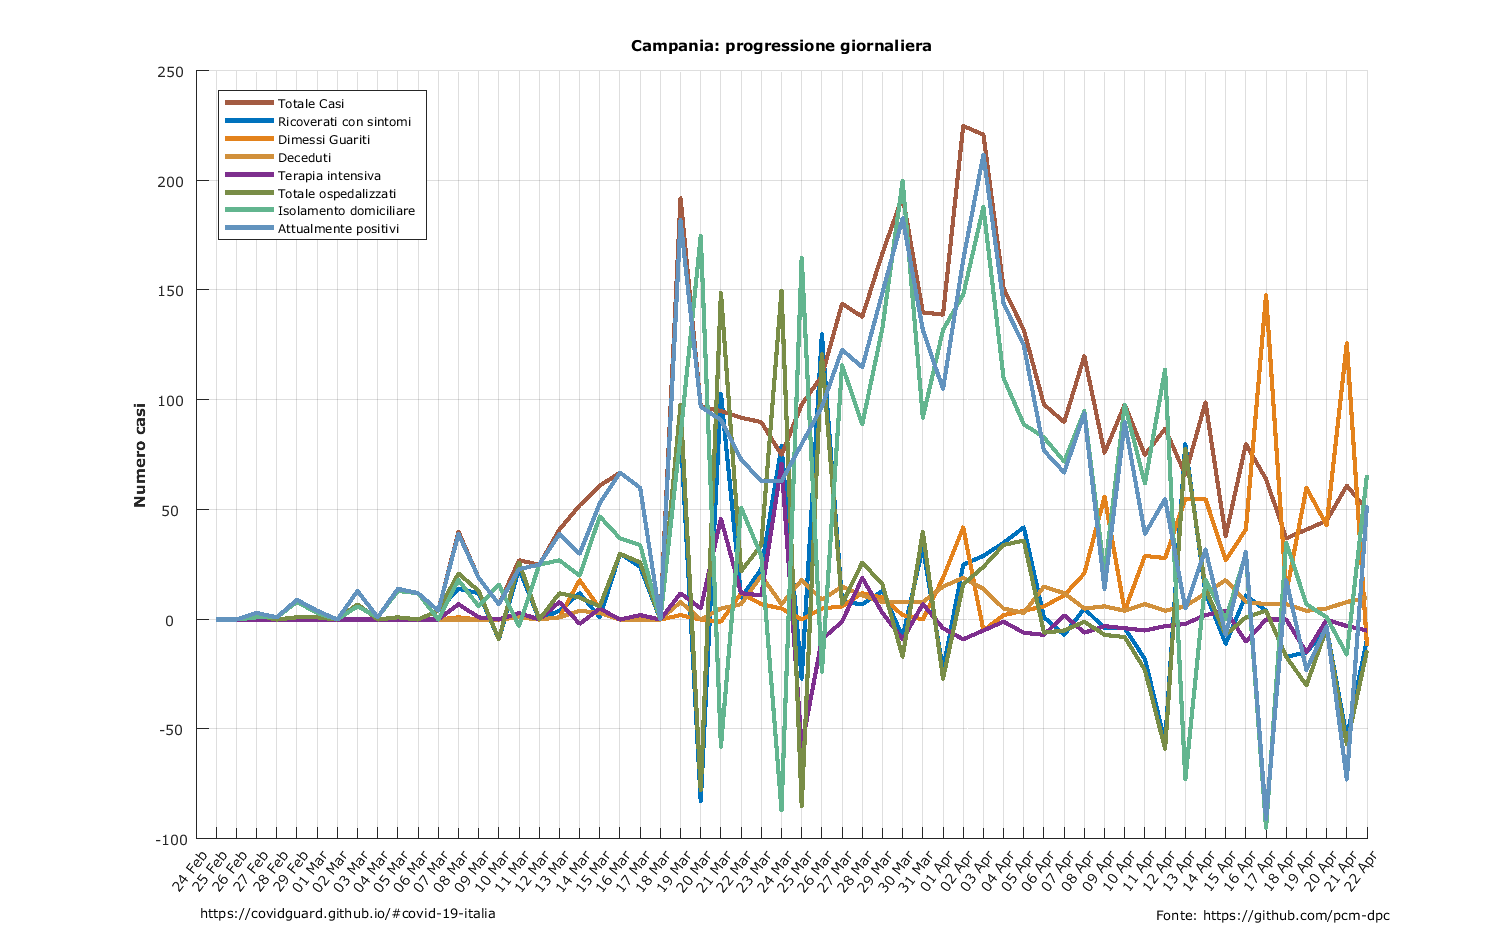 Campania: progressione giornaliera
250
200
150
100
50
0
-50
-100
Numero casi
Totale Casi
Ricoverati con sintomi
Dimessi Guariti
Deceduti
Terapia intensiva
Totale ospedalizzati
Isolamento domiciliare
Attualmente positivi
24 Feb
25 Feb
26 Feb
27 Feb
28 Feb
29 Feb
01 Mar
02 Mar
03 Mar
04 Mar
05 Mar
06 Mar
07 Mar
08 Mar
09 Mar
10 Mar
11 Mar
12 Mar
13 Mar
14 Mar
15 Mar
16 Mar
17 Mar
18 Mar
19 Mar
20 Mar
21 Mar
22 Mar
23 Mar
24 Mar
25 Mar
26 Mar
27 Mar
28 Mar
29 Mar
30 Mar
31 Mar
01 Apr
02 Apr
03 Apr
04 Apr
05 Apr
06 Apr
07 Apr
08 Apr
09 Apr
10 Apr
11 Apr
12 Apr
13 Apr
14 Apr
15 Apr
16 Apr
17 Apr
18 Apr
19 Apr
20 Apr
21 Apr
22 Apr
https://covidguard.github.io/#covid-19-italia
Fonte: https://github.com/pcm-dpc